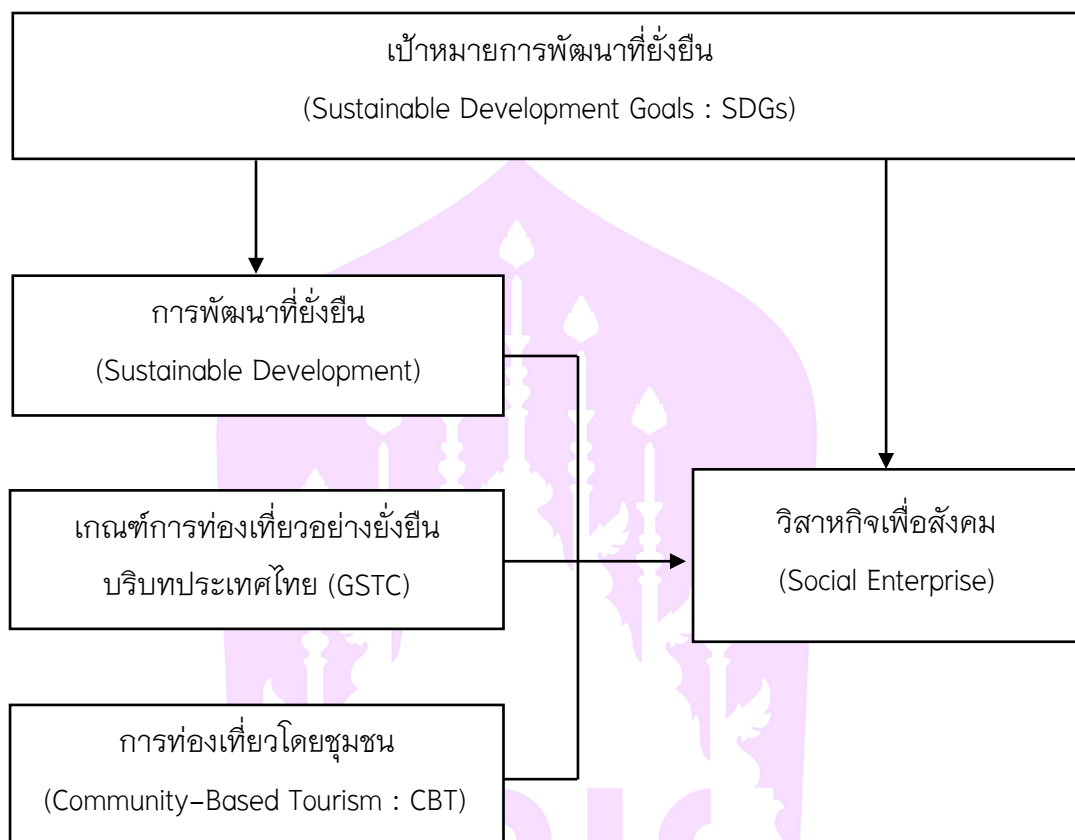 เป้าหมายการพัฒนาที่ยั่งยืน
(Sustainable Development Goals : SDGs)
การพัฒนาที่ยั่งยืน
(Sustainable Development)
เกณฑ์การท่องเที่ยวอย่างยั่งยืน
บริบทประเทศไทย (GSTC)
วิสาหกิจเพื่อสังคม
(Social Enterprise)
การท่องเที่ยวโดยชุมชน
(Community-Based Tourism : CBT)